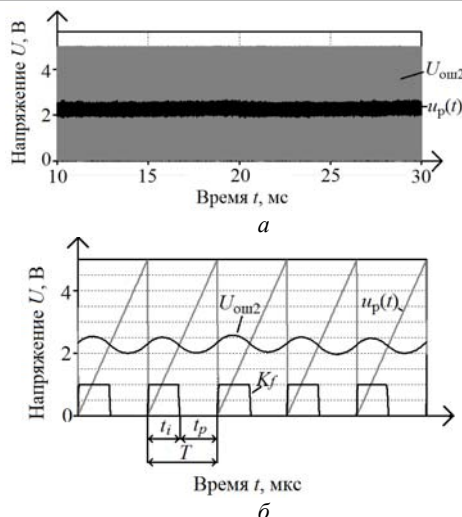 Напряжение U, В
4
2
0
Uош2
uр(t)
10
15
20
25
30
Время t, мс
а
Напряжение U, В
4
2
0
Uош2
uр(t)
Kf
ti
tp
T
Время t, мкс
б